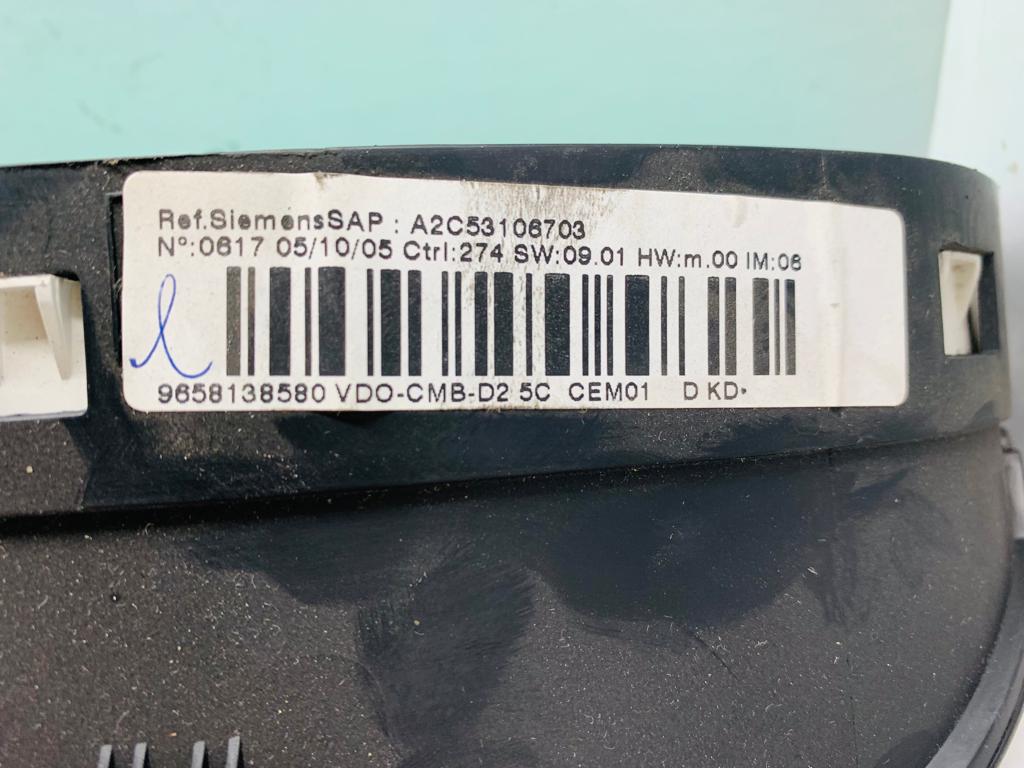 Ref.SiemensSAP : A2C53106703
N°:0617 05/10/05 Ctrl:274 SW:09.01 HW:m.00 IM:06
9658138580 VDO-CMB-D2 5C CEM01 D KD